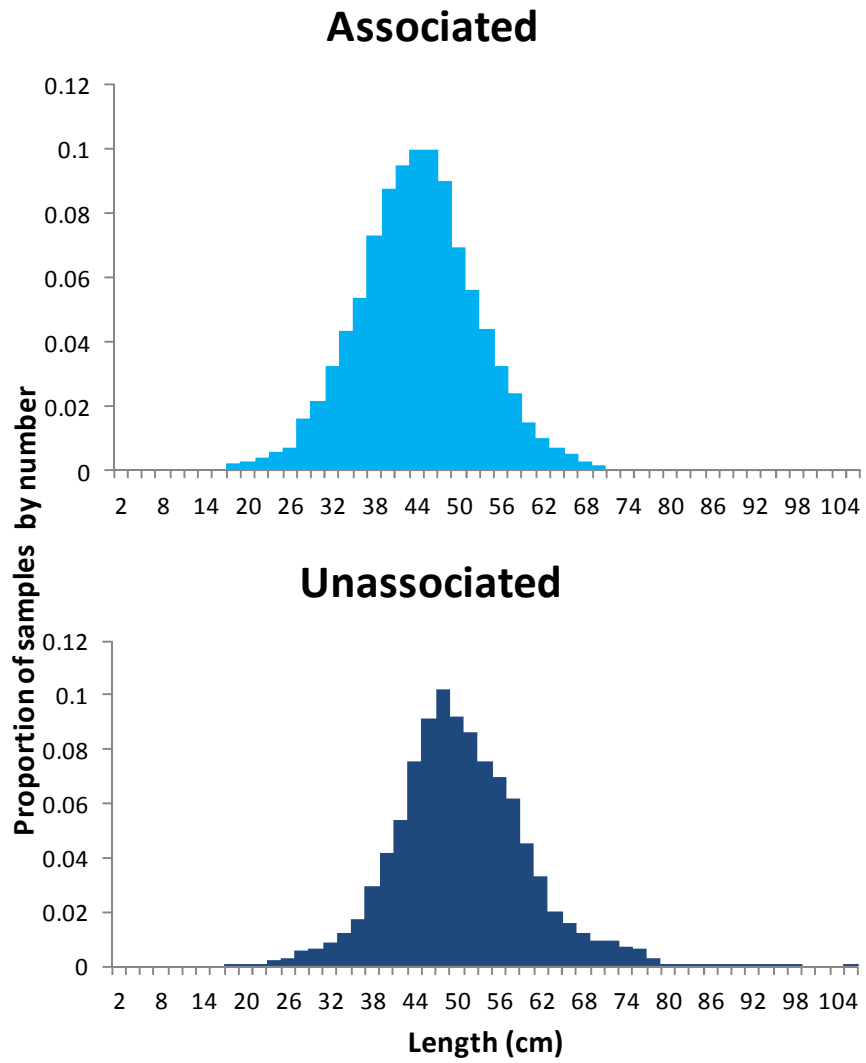 Associated
0.12
0.1
0.08
0.06
0.04
0.02
0
2 8 14 20 26 32 38 44 50 56 62 68 74 80 86 92 98 104
Proportion of samples by number
Unassociated
0.12
0.1
0.08
0.06
0.04
0.02
0
2 8 14 20 26 32 38 44 50 56 62 68 74 80 86 92 98 104
Length (cm)